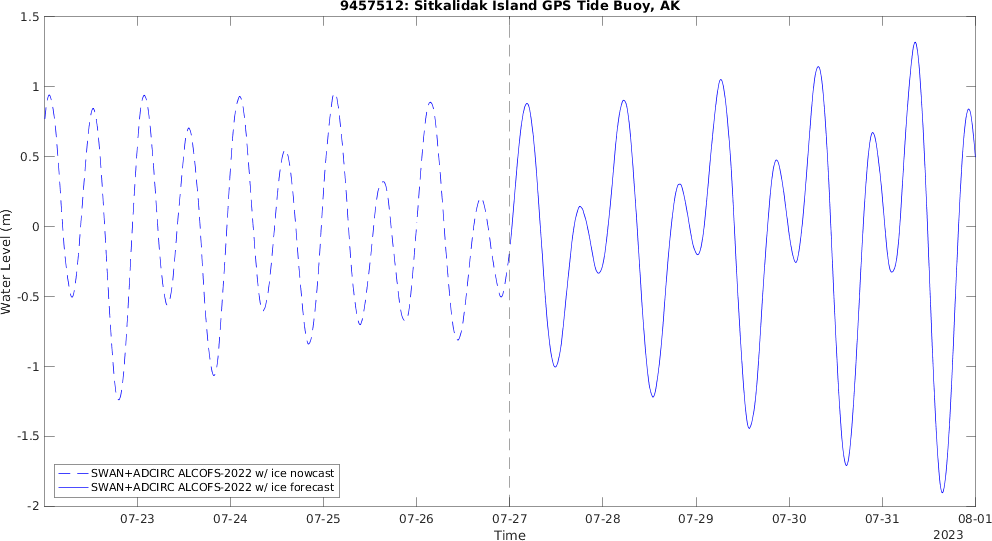 9457512: Sitkalidak Island GPS Tide Buoy, AK
Water Level (m)
1.5
1
0.5
0
-0.5
-1
-1.5
-2
SWAN+ADCIRC ALCOFS-2022 w/ ice nowcast
SWAN+ADCIRC ALCOFS-2022 w/ ice forecast
07-23 07-24 07-25 07-26 07-27 07-28 07-29 07-30 07-31 08-01
Time
2023